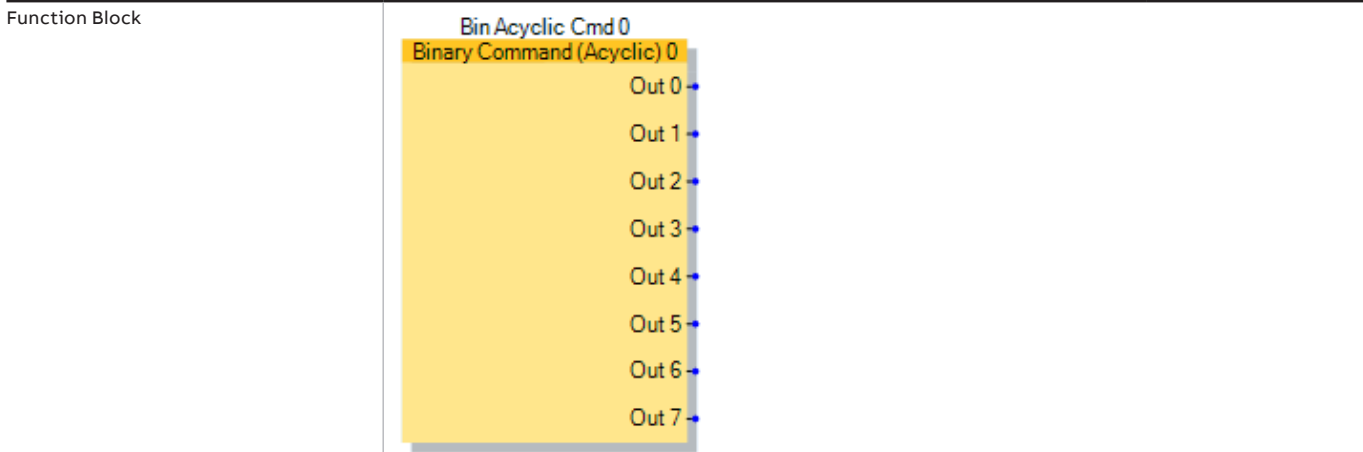 Function Block
Bin Acyclic Cmd 0
Binary Command (Acyclic) 0
Out 0
Out 1
Out 2
Out 3
Out 4
Out 5
Out 6
Out 7